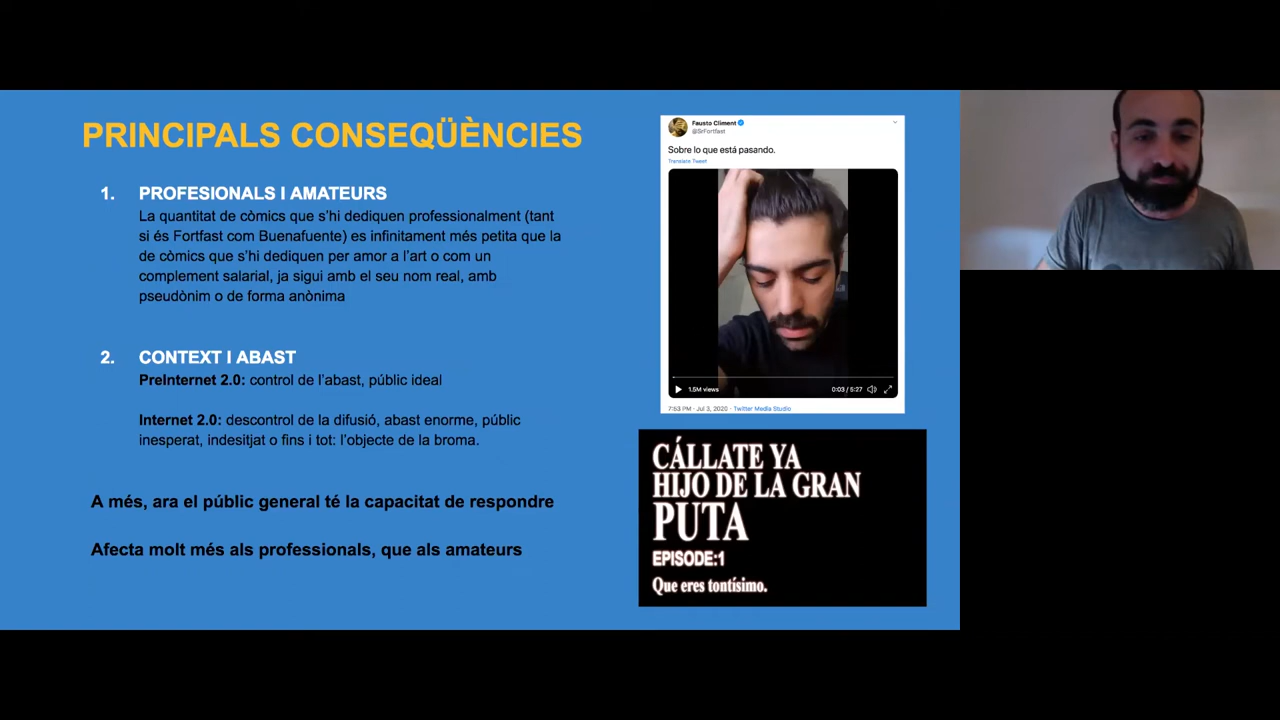 PRINCIPALS CONSEQÜÈNCIES
1. PROFESIONALS I AMATEURS
La quantitat de còmics que s'hi dediquen professionalment (tant
si és Fortfast com Buenafuente) es infinitament més petita que la
de còmics que s'hi dediquen per amor a l'art o com un
complement salarial, ja sigui amb el seu nom real, amb
pseudònim o de forma anònima
2. CONTEXT I ABAST
PreInternet 2.0: control de l'abast, públic ideal
Internet 2.0: descontrol de la difusió, abast enorme, públic
inesperat, indesitjat o fins i tot: l'objecte de la broma.
A més, ara el públic general té la capacitat de respondre
Afecta molt més als professionals, que als amateurs
Fausto Climent
@SrFortfast
Sobre lo que está pasando.
Translate Tweet
1.5M views
0:03 / 5:27
7:53 PM · Jul 3, 2020 · Twitter Media Studio
CÁLLATE YA
HIJO DE LA GRAN
PUTA
EPISODE:1
Que eres tontísimo.